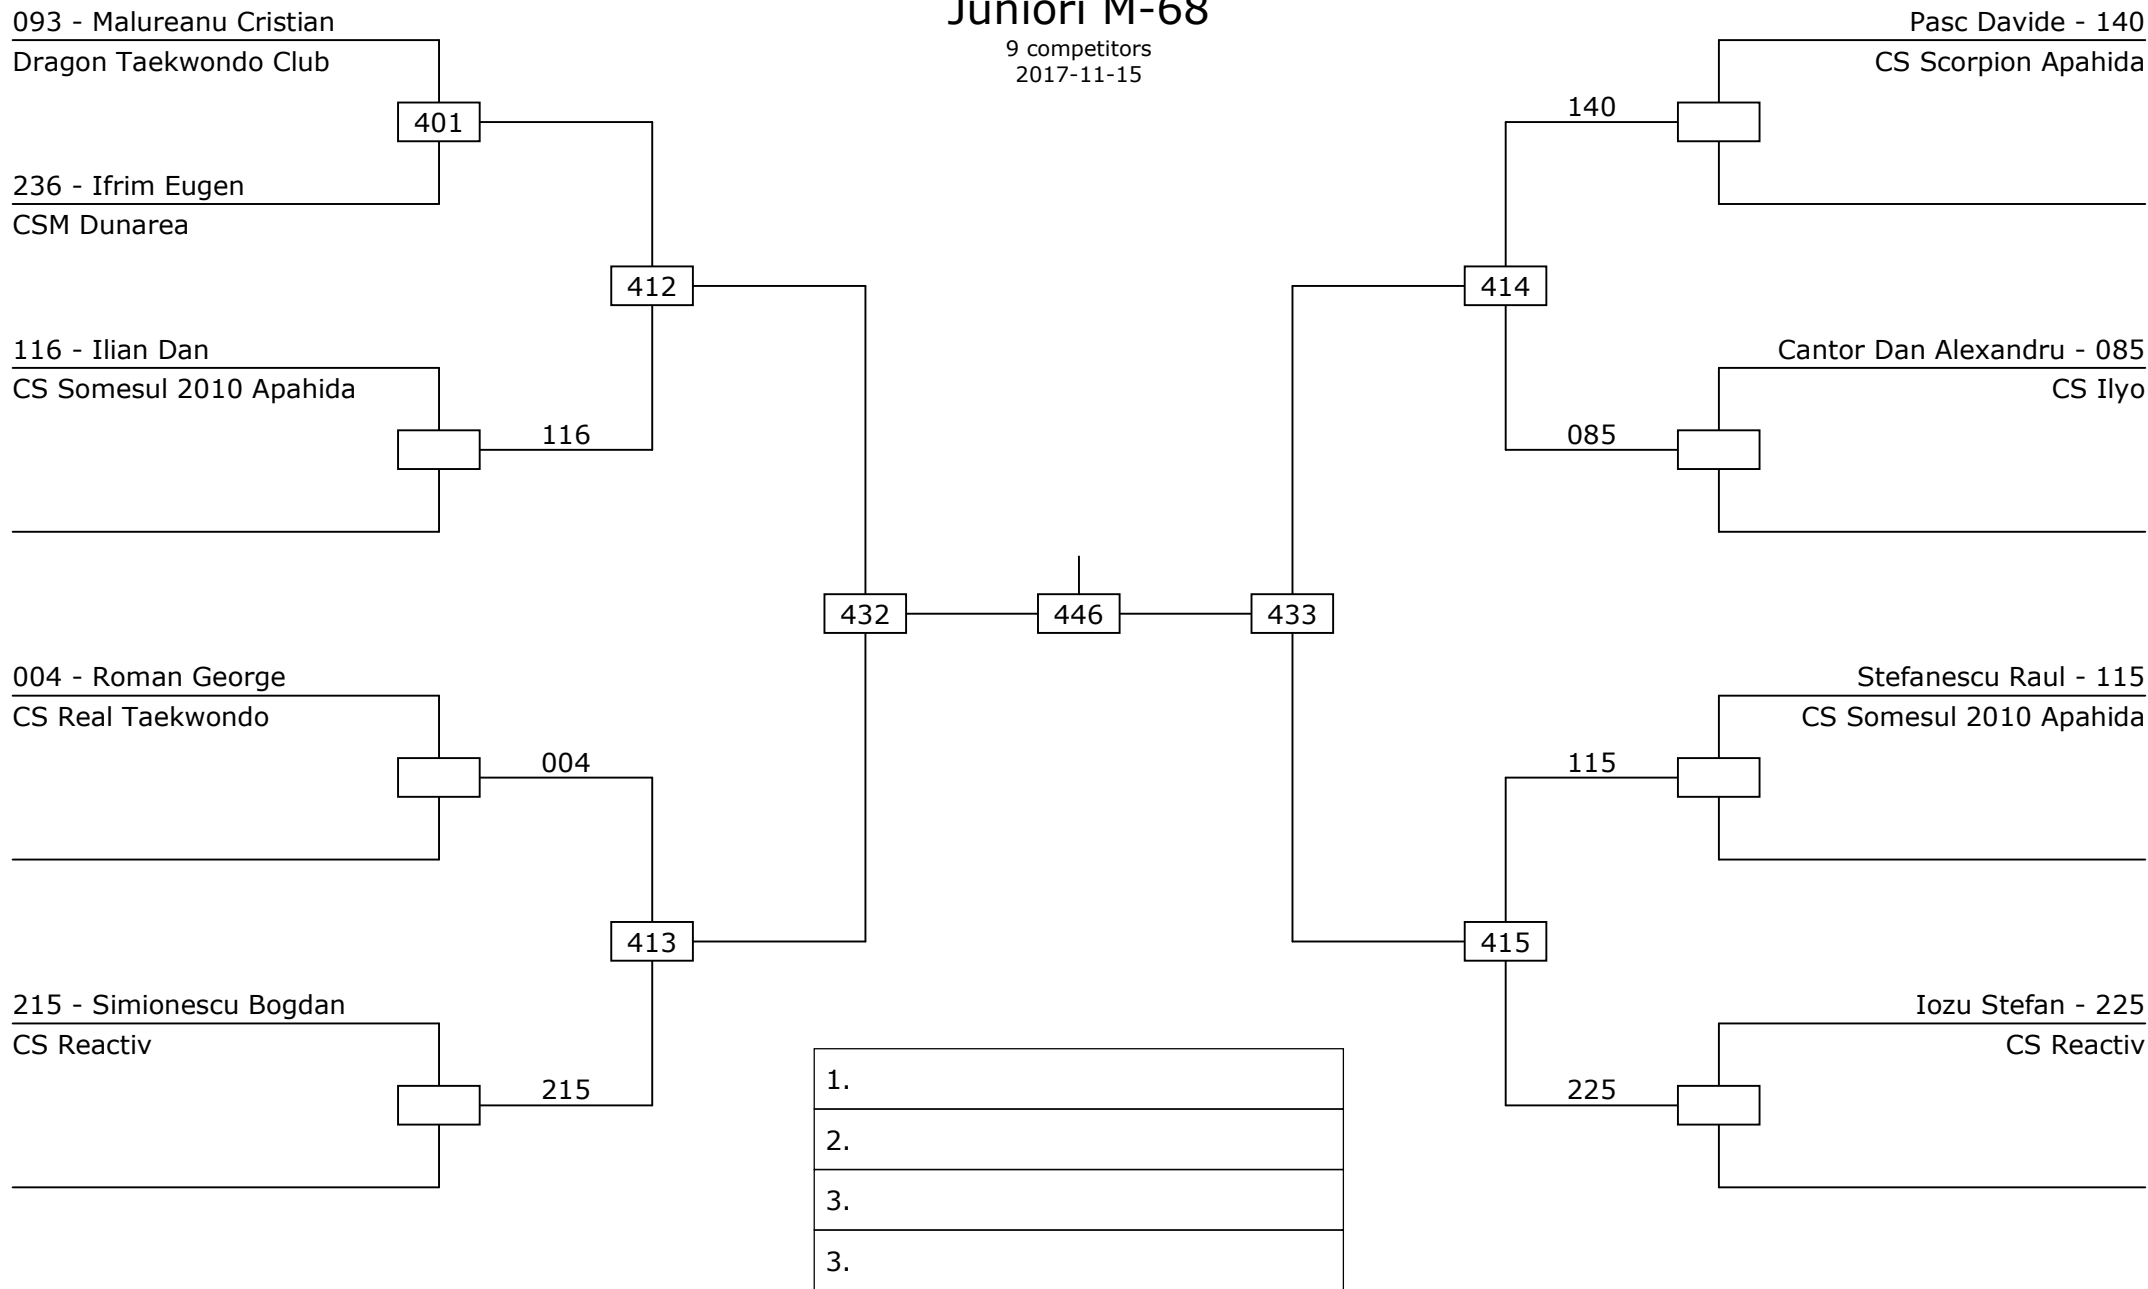 Juniori M-68
9 competitors
2017-11-15
093 - Malureanu Cristian
Dragon Taekwondo Club
401
236 - Ifrim Eugen
CSM Dunarea
412
116 - Ilian Dan
CS Somesul 2010 Apahida
116
432
004 - Roman George
CS Real Taekwondo
004
413
215 - Simionescu Bogdan
CS Reactiv
215
446
433
Pasc Davide - 140
CS Scorpion Apahida
140
414
Cantor Dan Alexandru - 085
CS Ilyo
085
Stefanescu Raul - 115
CS Somesul 2010 Apahida
115
415
Iozu Stefan - 225
CS Reactiv
225
1.
2.
3.
3.